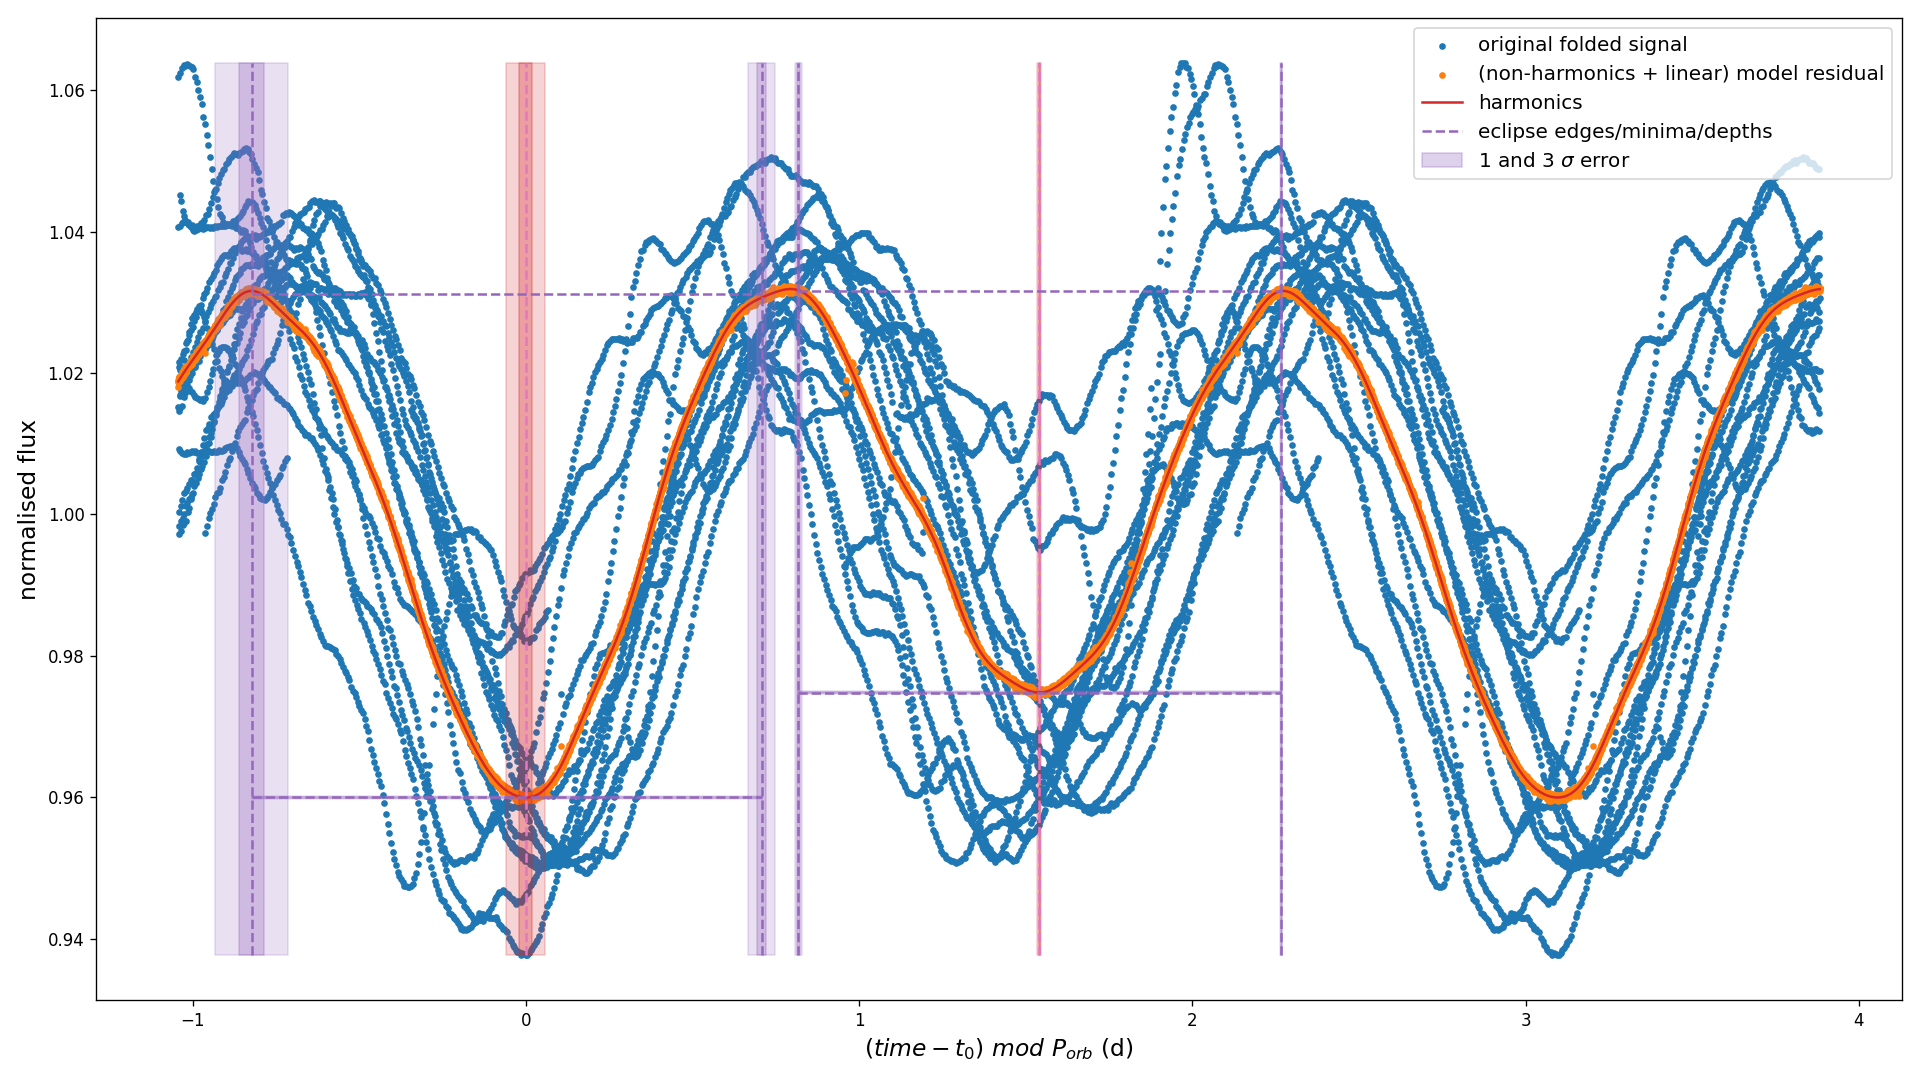 original folded signal
(non-harmonics + linear) model residual
harmonics
eclipse edges/minima/depths
1 and 3 σ error
normalised flux
1.06
1.04
1.02
1.00
0.98
0.96
0.94
−1
0
1
2
3
4
(time − t₀) mod Pₒᵣb (d)